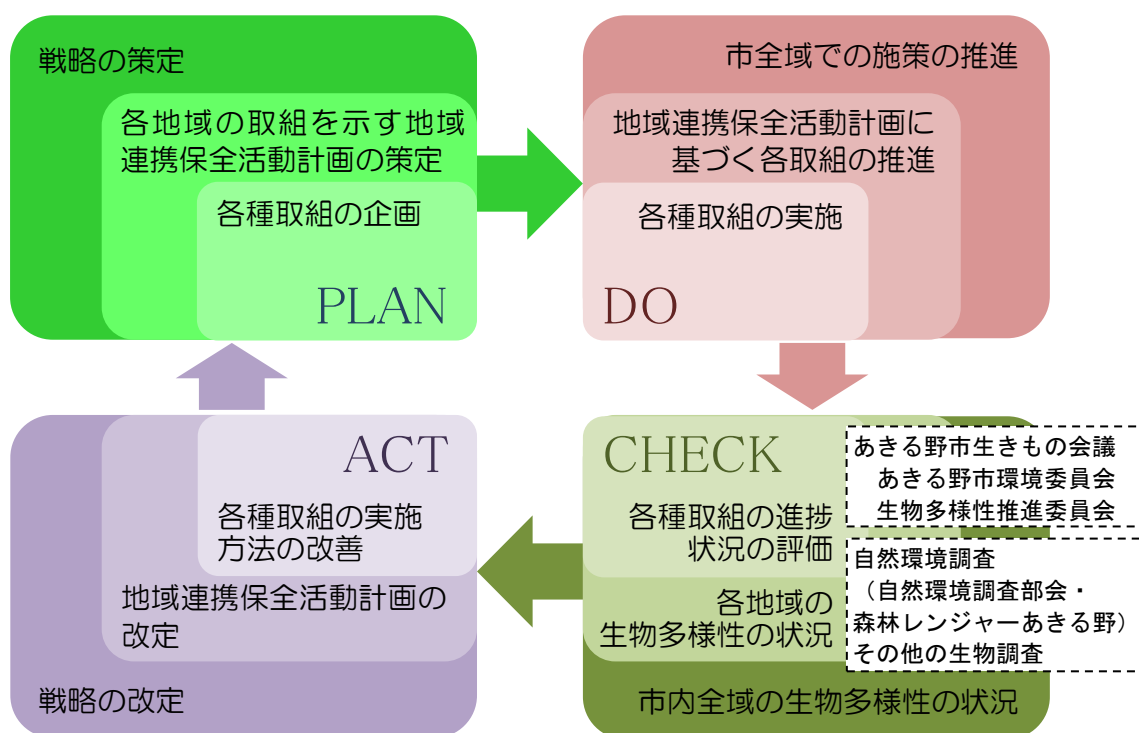 戦略の策定
各地域の取組を示す地域
連携保全活動計画の策定
各種取組の企画
PLAN
市全域での施策の推進
地域連携保全活動計画に
基づく各取組の推進
各種取組の実施
DO
CHECK
各種取組の進捗
状況の評価
各地域の
生物多様性の状況
市内全域の生物多様性の状況
あきる野市生きもの会議
あきる野市環境委員会
生物多様性推進委員会
自然環境調査
（自然環境調査部会・
森林レンジャーあきる野）
その他の生物調査
ACT
各種取組の実施
方法の改善
地域連携保全活動計画の
改定
戦略の改定